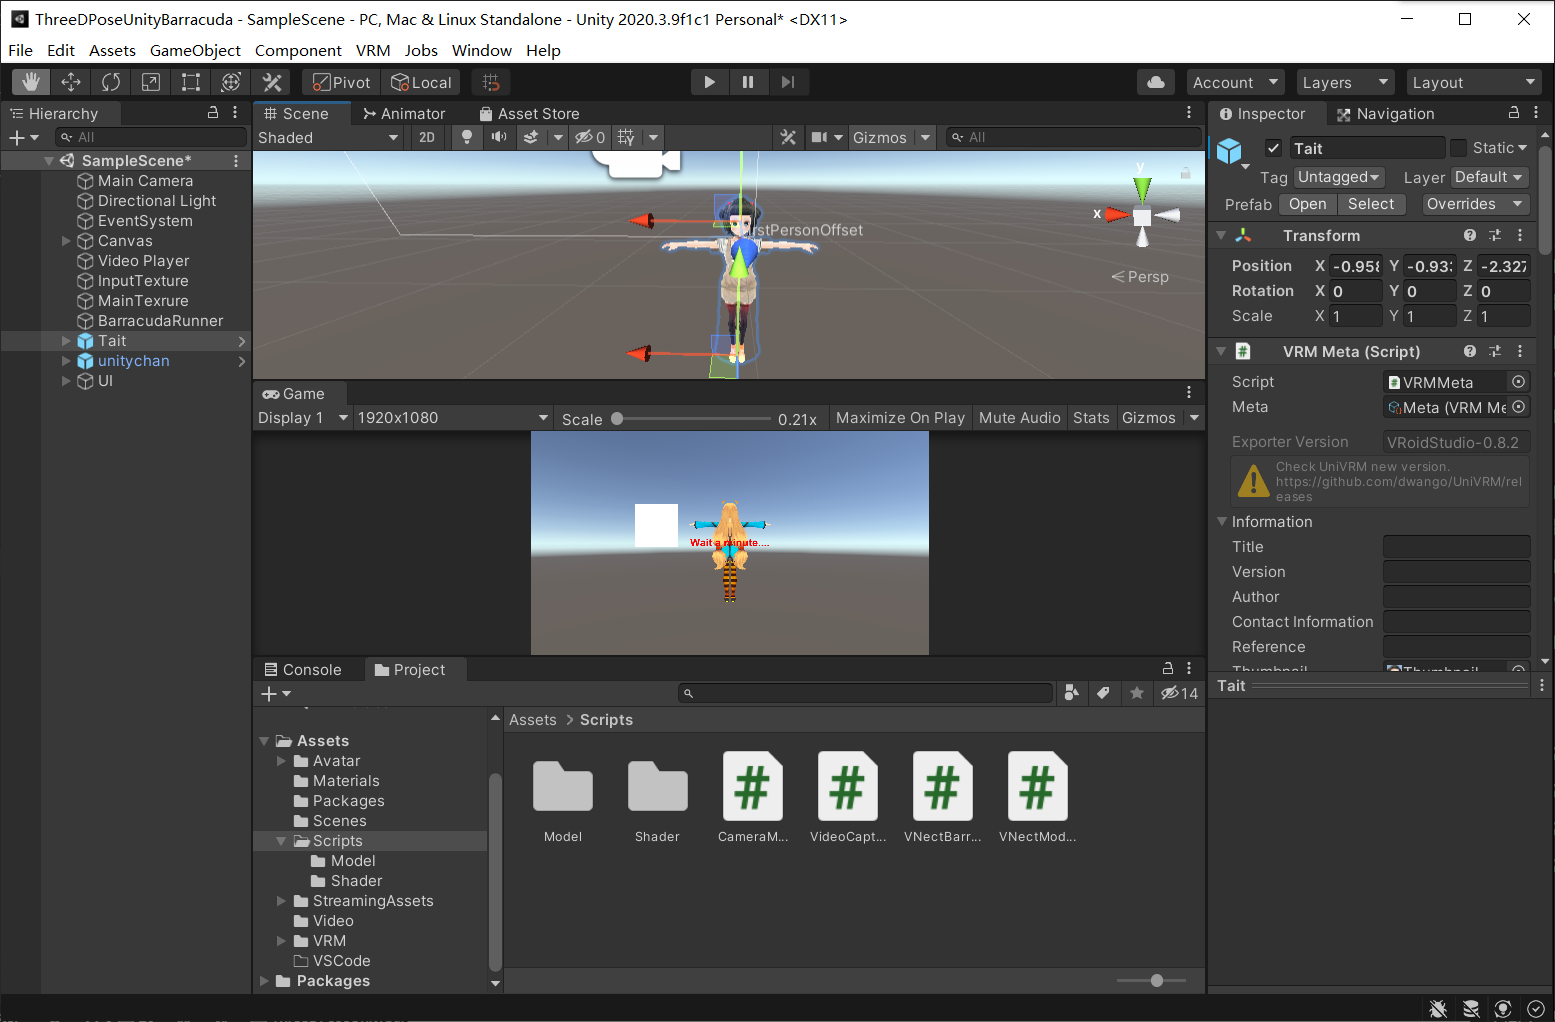 ThreeDPoseUnityBarracuda - SampleScene - PC, Mac & Linux Standalone - Unity 2020.3.9f1c1 Personal* <DX11>
File Edit Assets GameObject Component VRM Jobs Window Help
Pivot Local Account Layers Layout
Hierarchy
All
SampleScene*
Main Camera
Directional Light
EventSystem
Canvas
Video Player
InputTexture
MainTexrure
BarracudaRunner
Tait
unitychan
UI
Scene Animator Asset Store
Shaded 2D 0 Gizmos All
y
x
Persp
rstPersonOffset
Game
Display 1 1920x1080 Scale 0.21x Maximize On Play Mute Audio Stats Gizmos
Wait a minute....
Console Project
14
Assets
Avatar
Materials
Packages
Scenes
Scripts
Model
Shader
StreamingAssets
Video
VRM
VSCode
Packages
Assets > Scripts
Model Shader CameraM... VideoCapt... VNectBarr... VNectMod...
Inspector Navigation
Tait Static
Tag Untagged Layer Default
Prefab Open Select Overrides
Transform
Position X -0.958 Y -0.93 Z -2.327
Rotation X 0 Y 0 Z 0
Scale X 1 Y 1 Z 1
VRM Meta (Script)
Script VRMMeta
Meta Meta (VRM Me
Exporter Version VRoidStudio-0.8.2
Check UniVRM new version.
https://github.com/dwango/UniVRM/rel
eases
Information
Title
Version
Author
Contact Information
Reference
Thumbnail Thumbnail
Tait